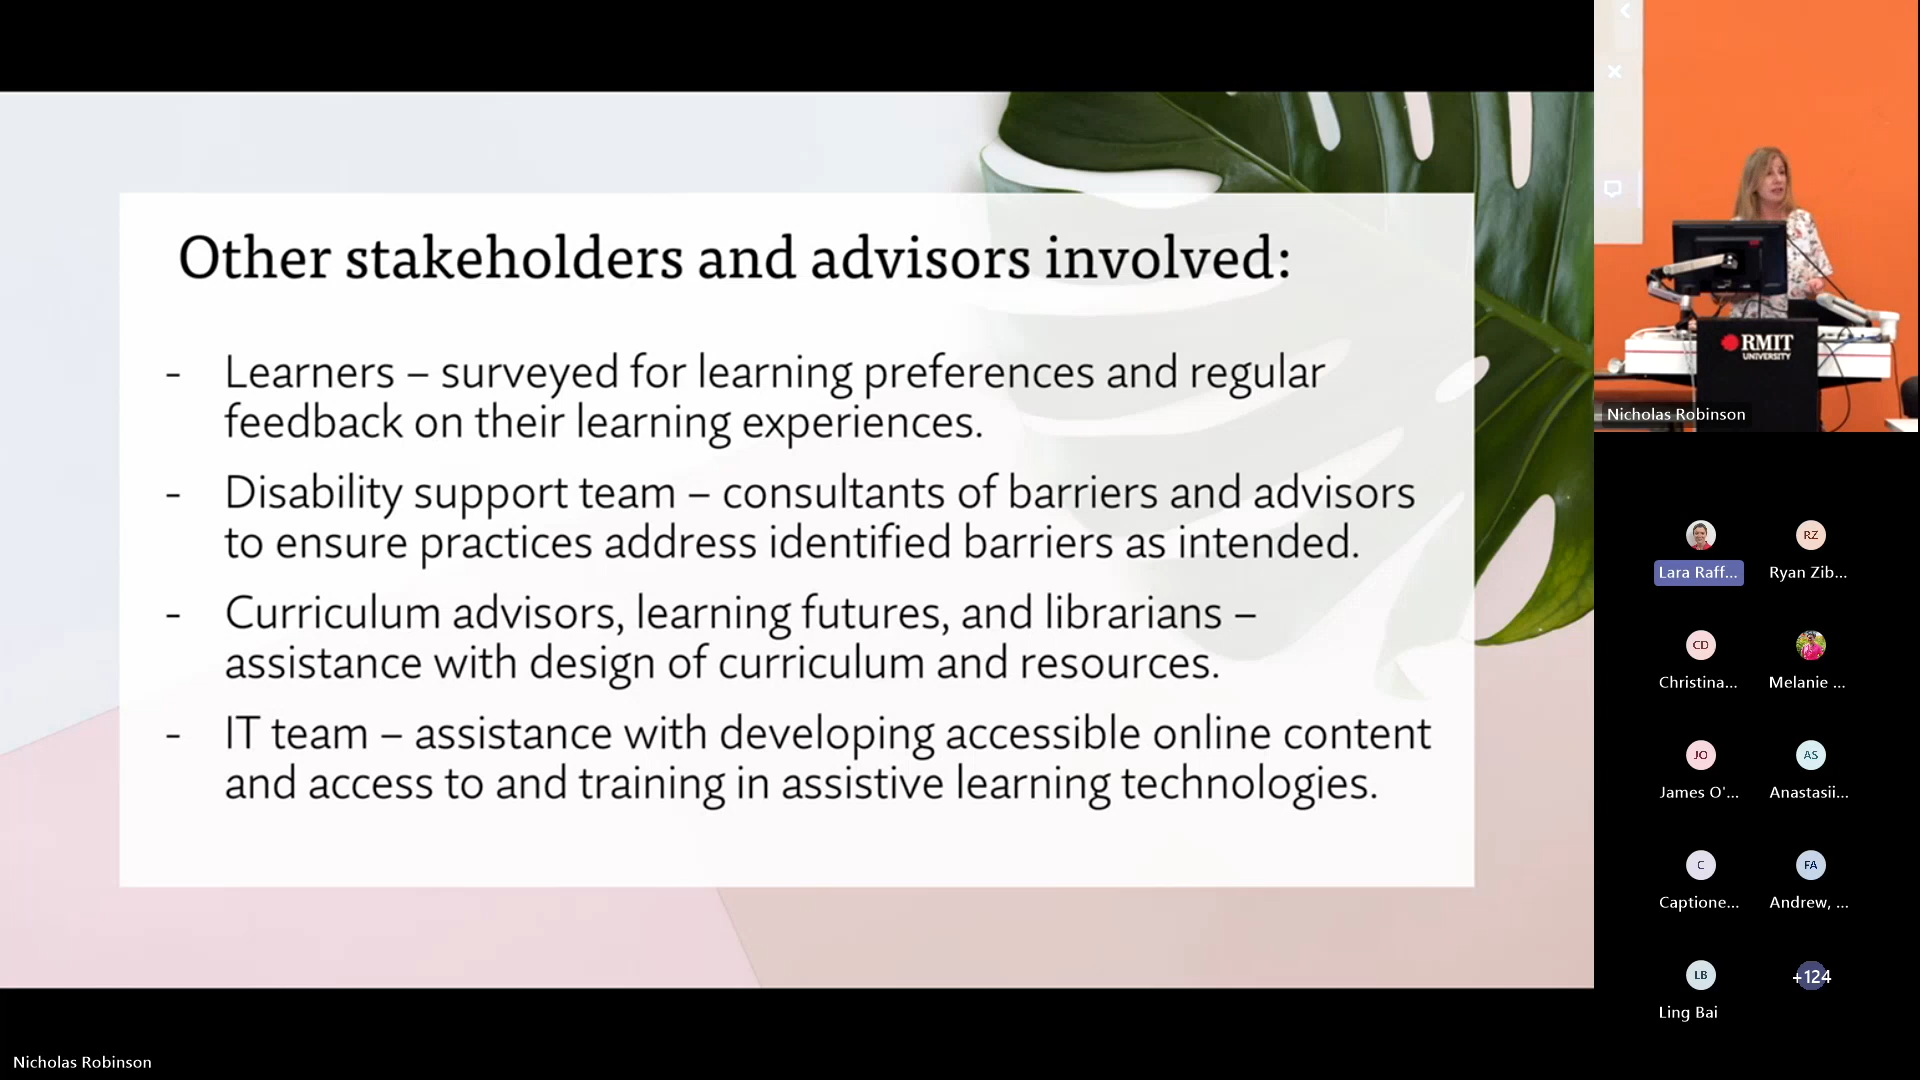 Other stakeholders and advisors involved:
- Learners – surveyed for learning preferences and regular
feedback on their learning experiences.
- Disability support team – consultants of barriers and advisors
to ensure practices address identified barriers as intended.
- Curriculum advisors, learning futures, and librarians –
assistance with design of curriculum and resources.
- IT team – assistance with developing accessible online content
and access to and training in assistive learning technologies.
RMIT
UNIVERSITY
Nicholas Robinson
Lara Raff...
RZ
Ryan Zib...
CD
Christina...
Melanie ...
JO
James O'...
AS
Anastasii...
C
Captione...
FA
Andrew, ...
LB
Ling Bai
+124
Nicholas Robinson